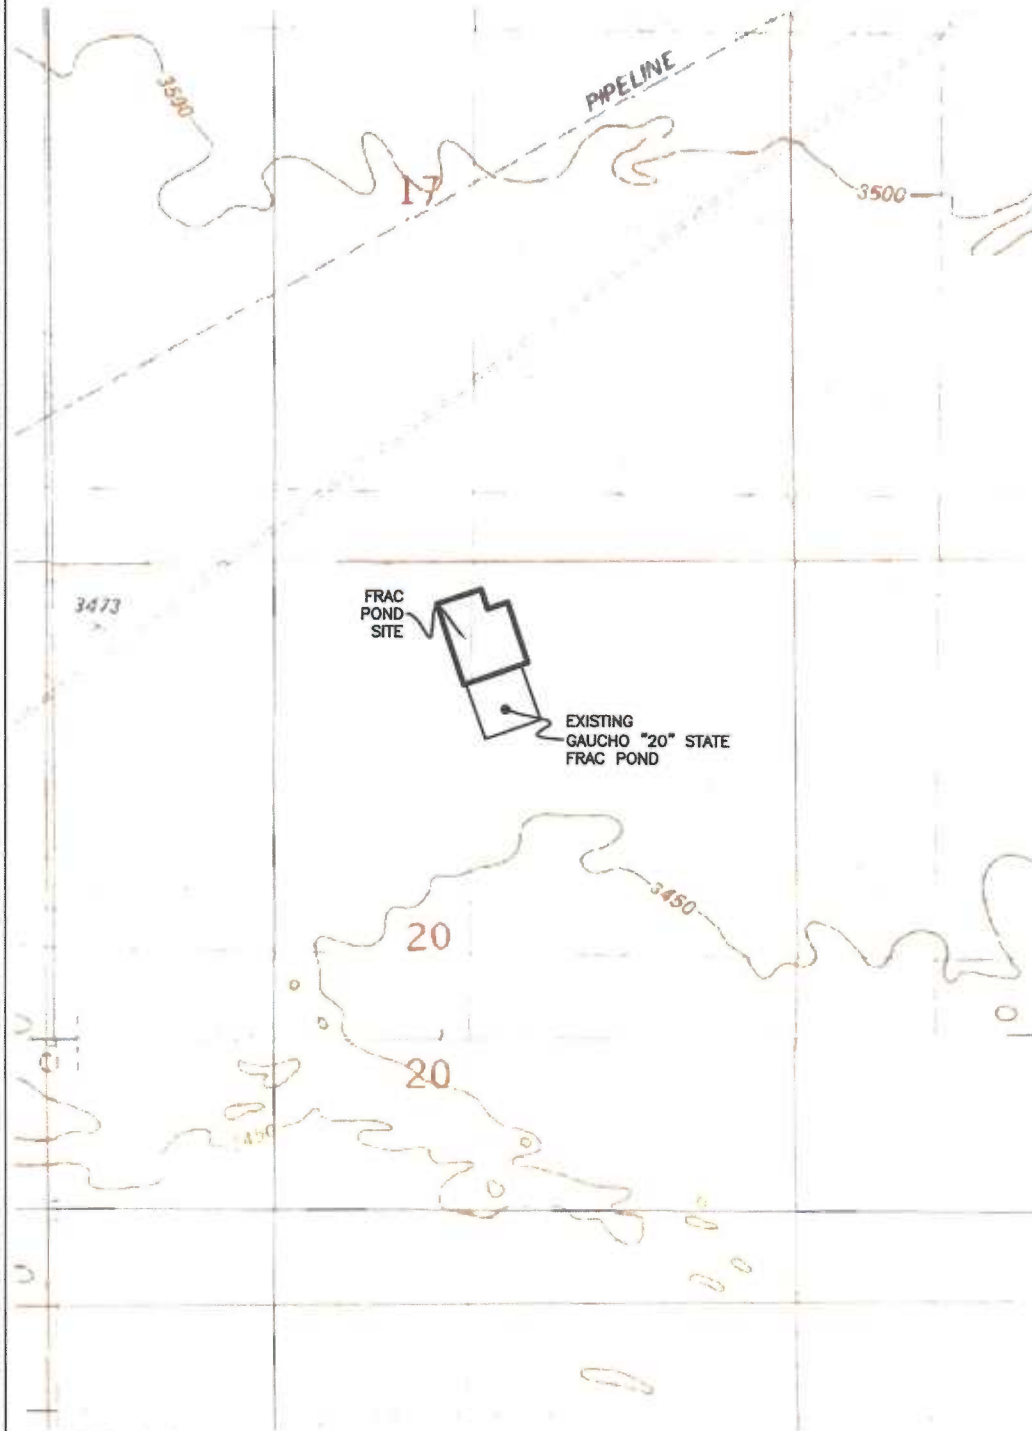 PIPELINE
3500
17
3500
3473
FRAC
POND
SITE
EXISTING
GAUCHO "20" STATE
FRAC POND
3450
20
20